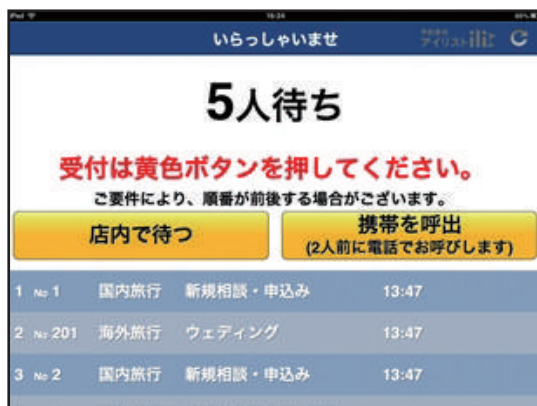 iPad
16:24
いらっしゃいませ
アイリスト
5人待ち
受付は黄色ボタンを押してください。
ご要件により、順番が前後する場合がございます。
店内で待つ
携帯を呼出
(2人前に電話でお呼びします)
1 No 1 国内旅行 新規相談・申込み 13:47
2 No 201 海外旅行 ウェディング 13:47
3 No 2 国内旅行 新規相談・申込み 13:47